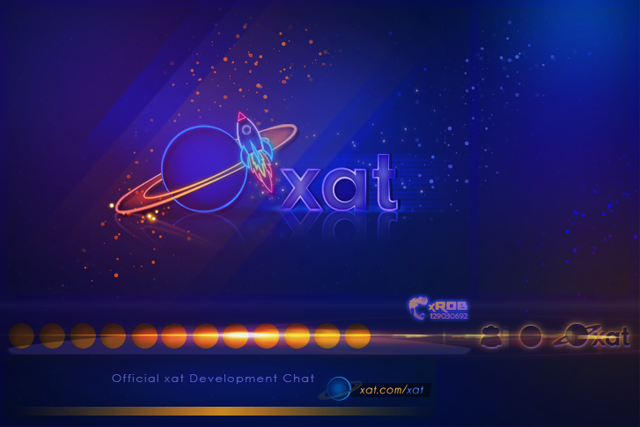 xat
xROB
129030692
xat
Official xat Development Chat
xat.com/xat